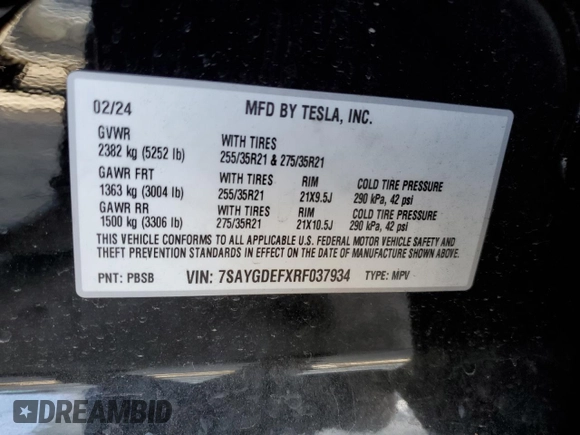 02/24 MFD BY TESLA, INC.
GVWR WITH TIRES
2382 kg (5252 lb) 255/35R21 & 275/35R21
GAWR FRT WITH TIRES RIM COLD TIRE PRESSURE
1363 kg (3004 lb) 255/35R21 21X9.5J 290 kPa, 42 psi
GAWR RR WITH TIRES RIM COLD TIRE PRESSURE
1500 kg (3306 lb) 275/35R21 21X10.5J 290 kPa, 42 psi
THIS VEHICLE CONFORMS TO ALL APPLICABLE U.S. FEDERAL MOTOR VEHICLE SAFETY AND
THEFT PREVENTION STANDARDS IN EFFECT ON THE DATE OF MANUFACTURE SHOWN ABOVE.
PNT: PBSB VIN: 7SAYGDEFXRF037934 TYPE: MPV
DREAMBID